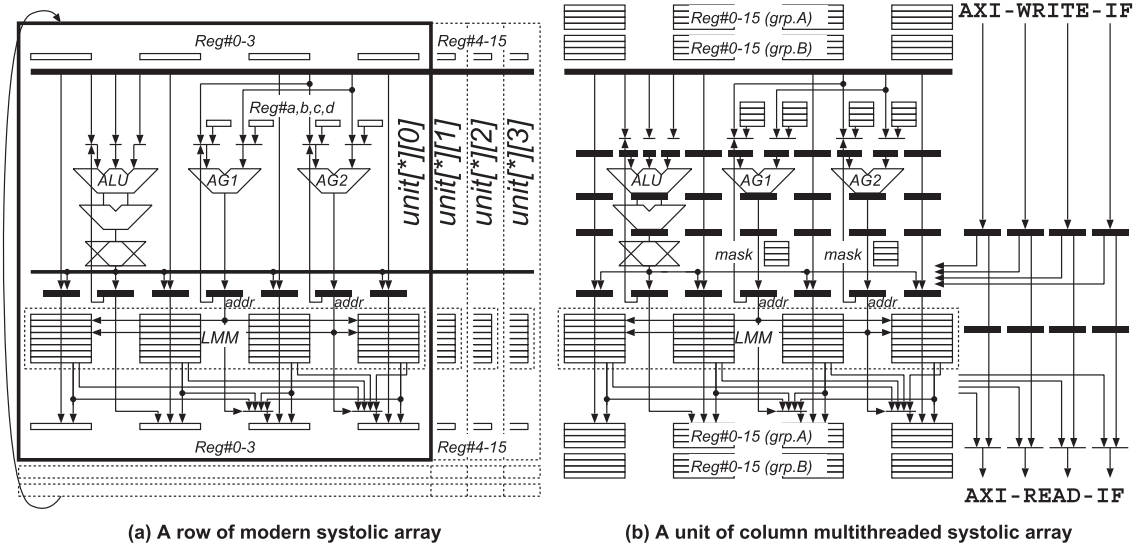 Reg#0-3
Reg#4-15
Reg#a,b,c,d
unit[*][0]
unit[*][1]
unit[*][2]
unit[*][3]
ALU
AG1
AG2
addr
addr
LMM
Reg#0-3
Reg#4-15
(a) A row of modern systolic array
Reg#0-15 (grp.A)
Reg#0-15 (grp.B)
AXI-WRITE-IF
ALU
AG1
AG2
mask
mask
addr
addr
LMM
Reg#0-15 (grp.A)
Reg#0-15 (grp.B)
AXI-READ-IF
(b) A unit of column multithreaded systolic array